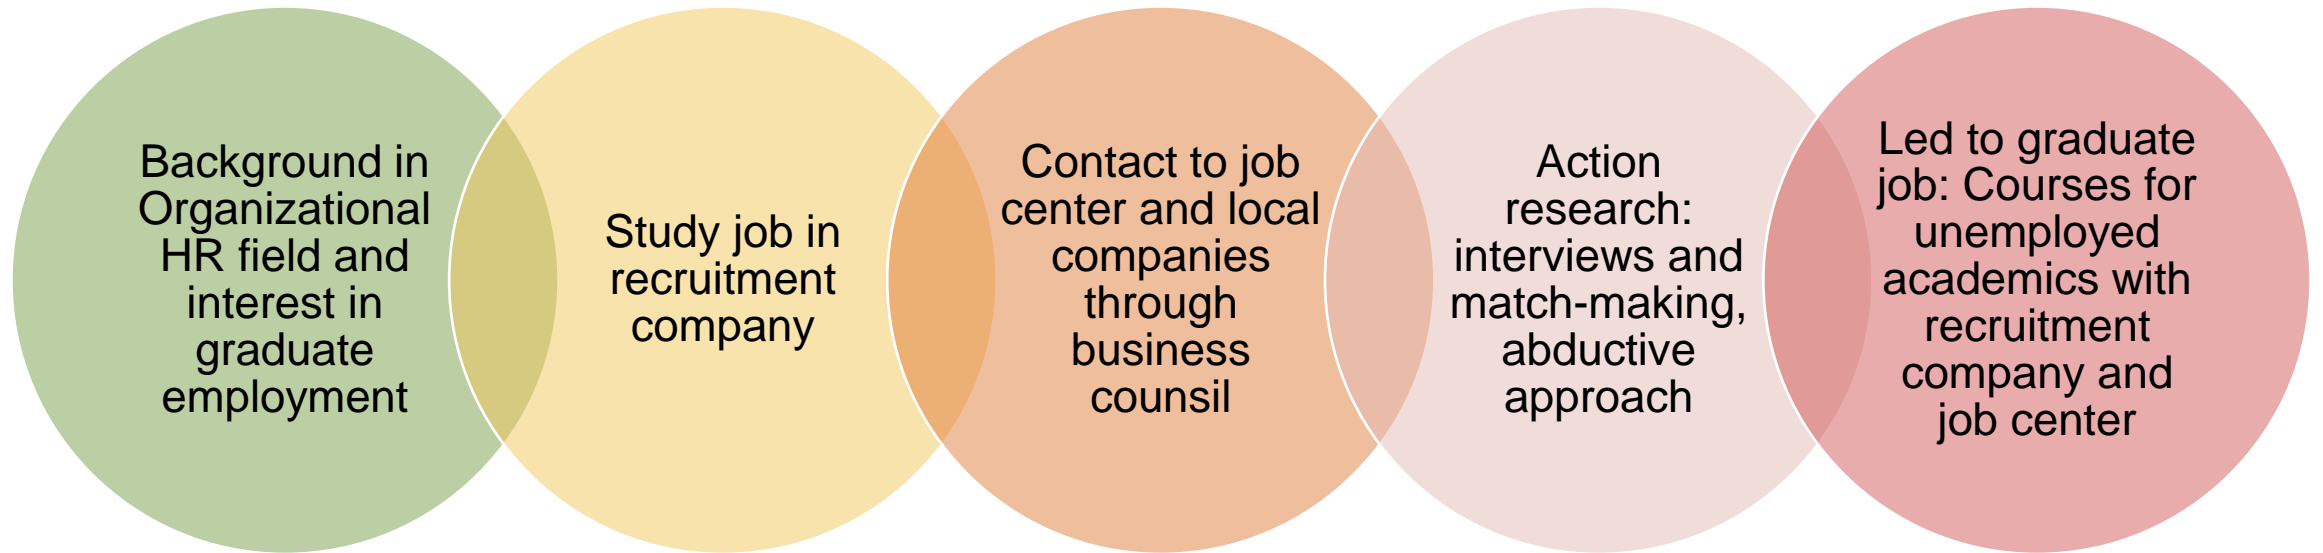 Background in
Organizational
HR field and
interest in
graduate
employment
Study job in
recruitment
company
Contact to job
center and local
companies
through
business
counsil
Action
research:
interviews and
match-making,
abductive
approach
Led to graduate
job: Courses for
unemployed
academics with
recruitment
company and
job center